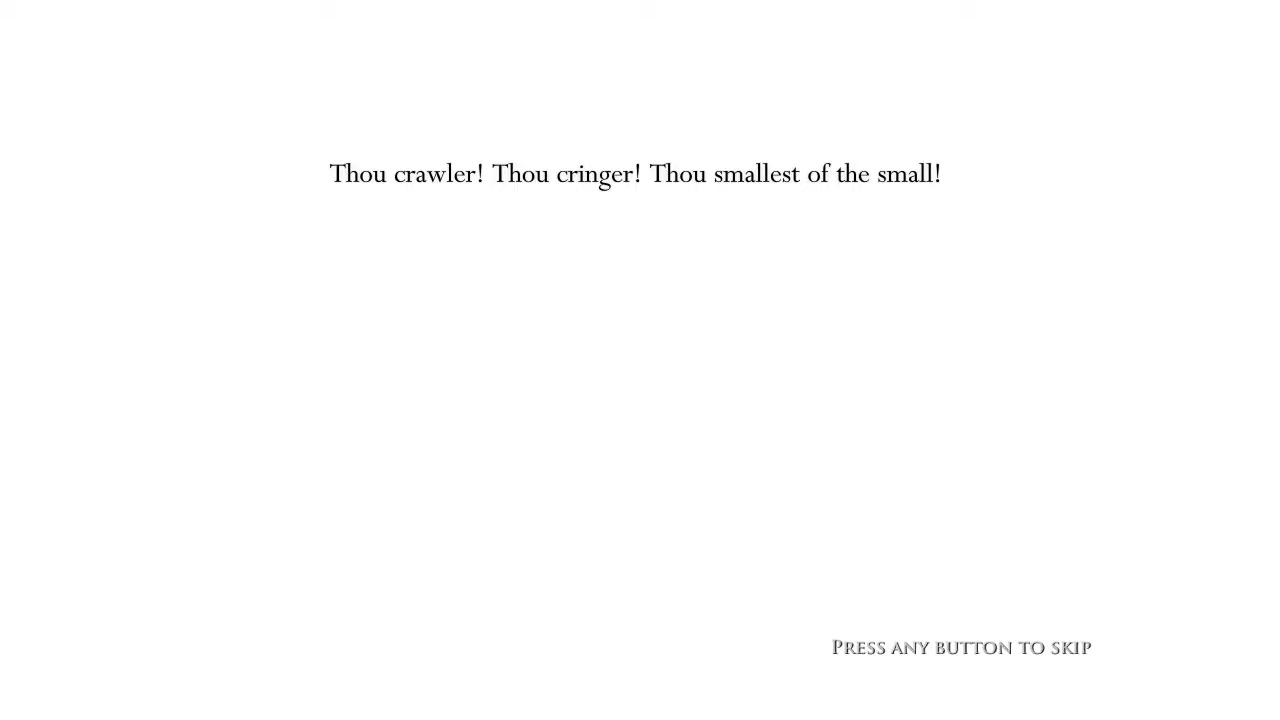 Thou crawler! Thou cringer! Thou smallest of the small!
Press any button to skip